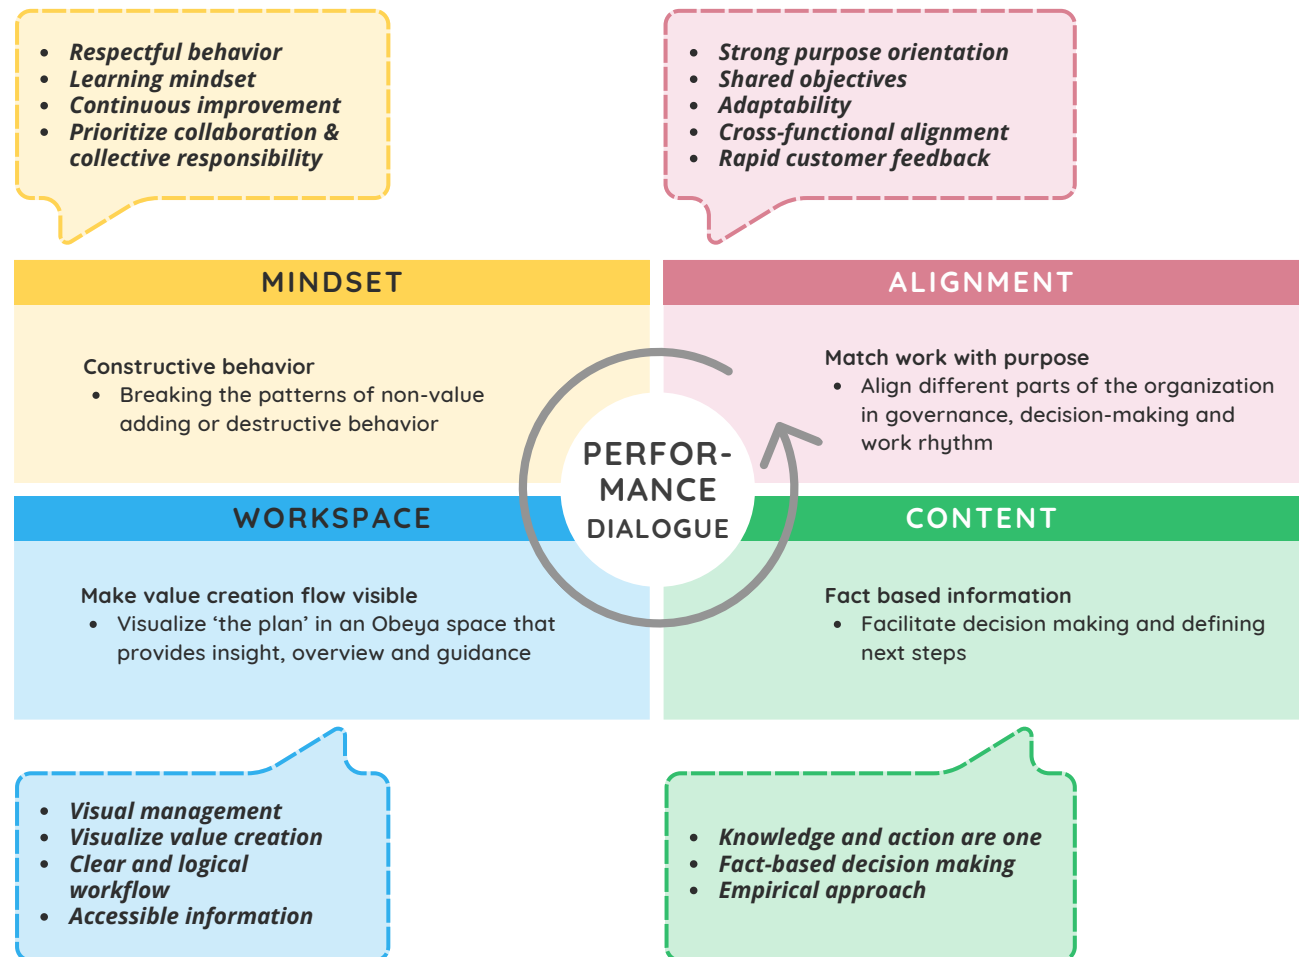 • Respectful behavior
• Learning mindset
• Continuous improvement
• Prioritize collaboration &
collective responsibility
• Strong purpose orientation
• Shared objectives
• Adaptability
• Cross-functional alignment
• Rapid customer feedback
MINDSET
Constructive behavior
• Breaking the patterns of non-value
adding or destructive behavior
ALIGNMENT
Match work with purpose
• Align different parts of the organization
in governance, decision-making and
work rhythm
PERFOR-
MANCE
DIALOGUE
WORKSPACE
Make value creation flow visible
• Visualize ‘the plan’ in an Obeya space that
provides insight, overview and guidance
CONTENT
Fact based information
• Facilitate decision making and defining
next steps
• Visual management
• Visualize value creation
• Clear and logical
workflow
• Accessible information
• Knowledge and action are one
• Fact-based decision making
• Empirical approach